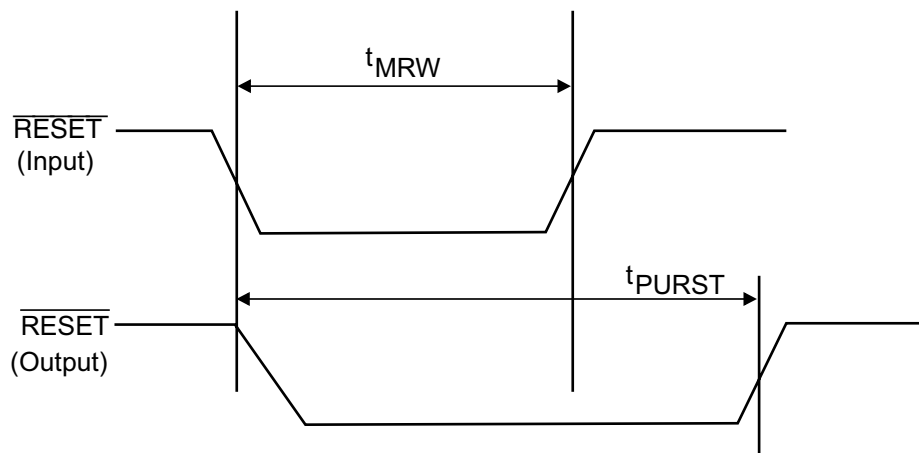 tMRW
RESET
(Input)
tPURST
RESET
(Output)